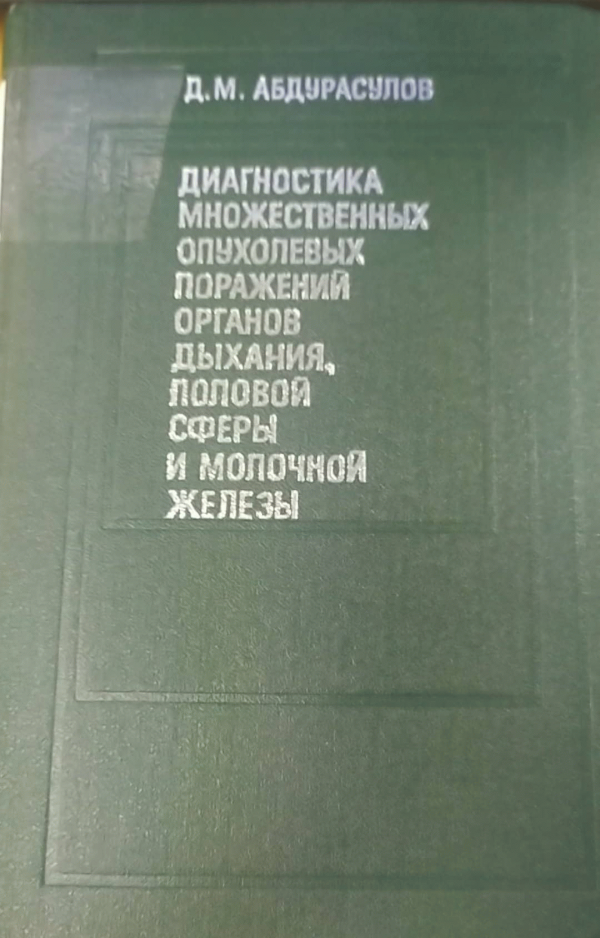 Д.М. АБДУРАСУЛОВ
ДИАГНОСТИКА
МНОЖЕСТВЕННЫХ
ОПУХОЛЕВЫХ
ПОРАЖЕНИЙ
ОРГАНОВ
ДЫХАНИЯ,
ПОЛОВОЙ
СФЕРЫ
И МОЛОЧНОЙ
ЖЕЛЕЗЫ